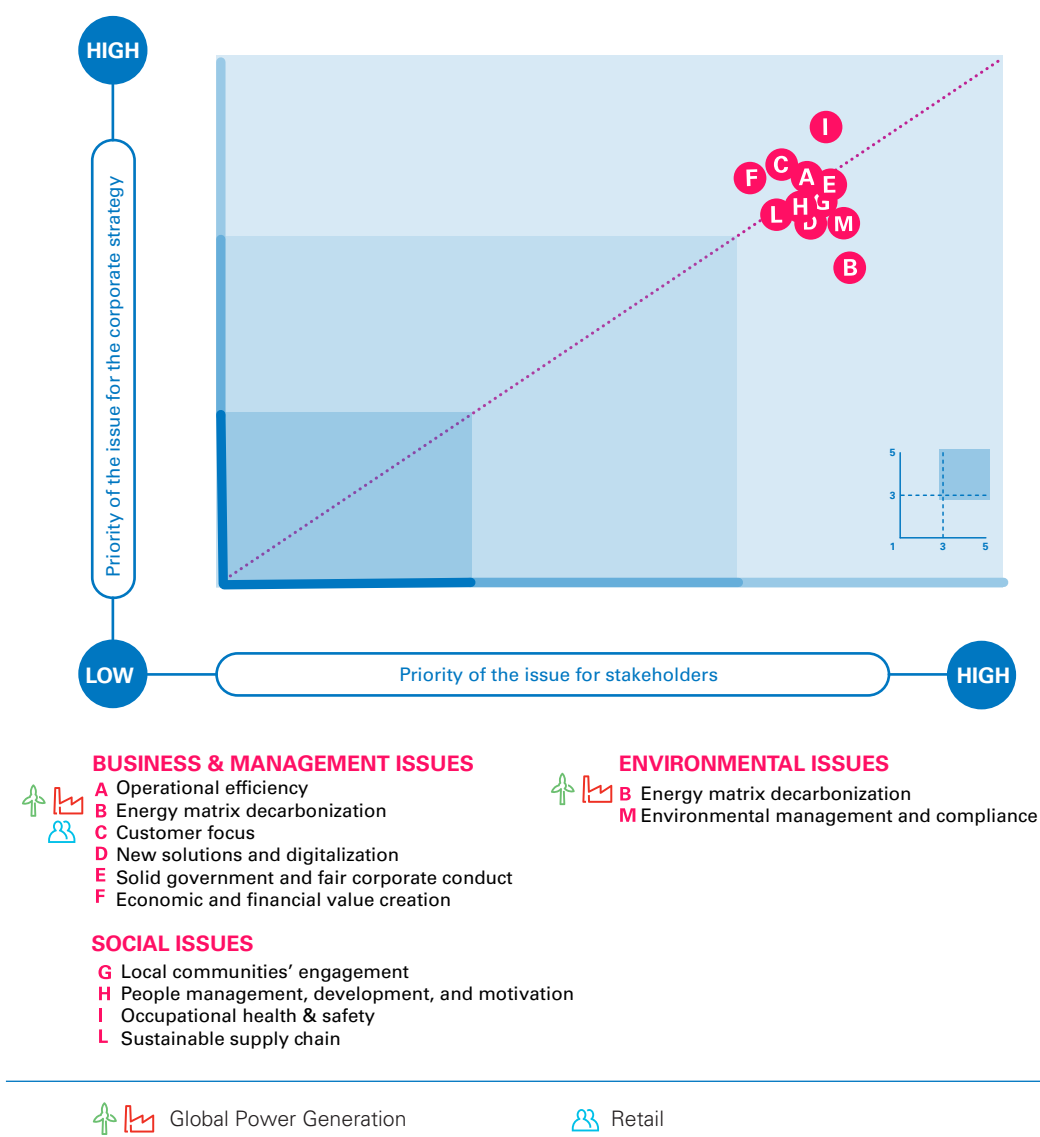 HIGH
Priority of the issue for the corporate strategy
I
C
F
A
E
H
G
L
D
M
B
5
3
1
3
5
LOW
Priority of the issue for stakeholders
HIGH
BUSINESS & MANAGEMENT ISSUES
A Operational efficiency
B Energy matrix decarbonization
C Customer focus
D New solutions and digitalization
E Solid government and fair corporate conduct
F Economic and financial value creation
ENVIRONMENTAL ISSUES
B Energy matrix decarbonization
M Environmental management and compliance
SOCIAL ISSUES
G Local communities’ engagement
H People management, development, and motivation
I Occupational health & safety
L Sustainable supply chain
Global Power Generation
Retail